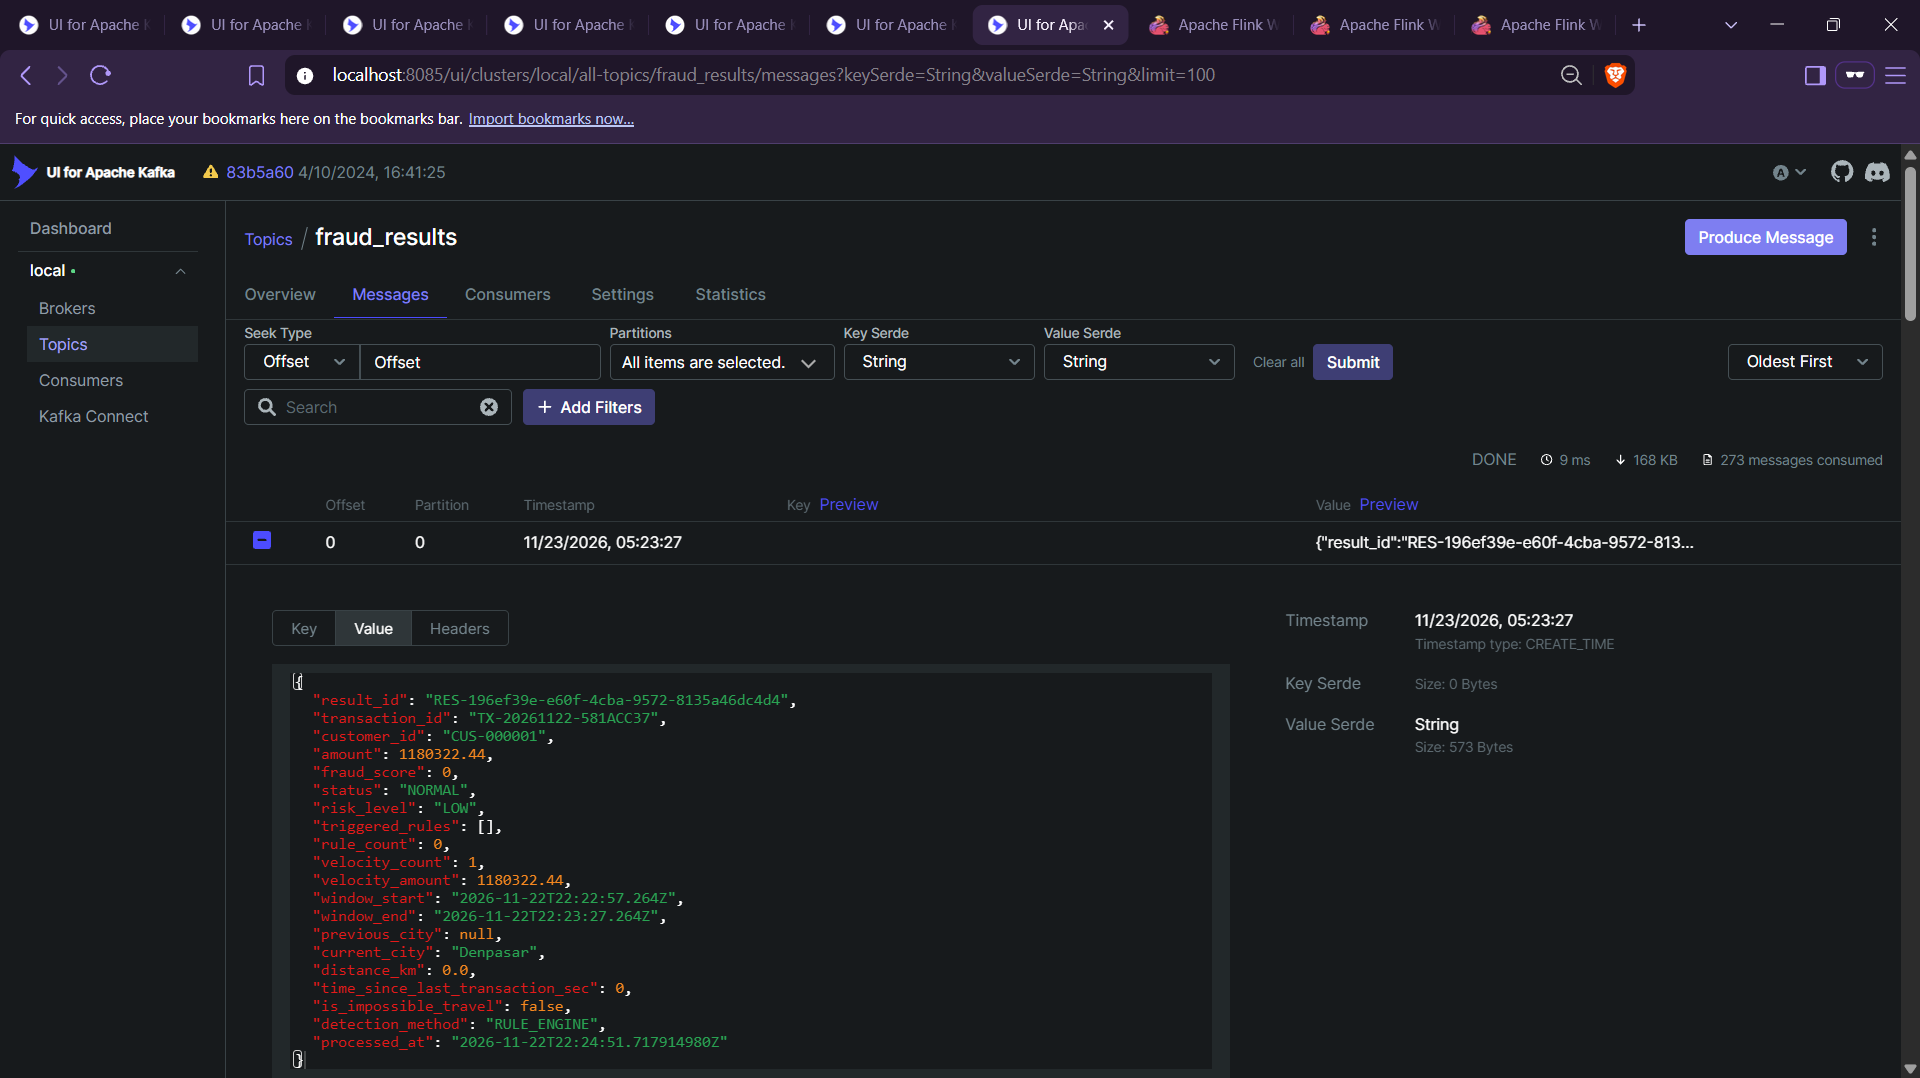 UI for Apache
UI for Apache
UI for Apache
UI for Apache
UI for Apache
UI for Apache
UI for Apa
Apache Flink W
Apache Flink W
Apache Flink W
localhost:8085/ui/clusters/local/all-topics/fraud_results/messages?keySerde=String&valueSerde=String&limit=100
For quick access, place your bookmarks here on the bookmarks bar. Import bookmarks now...
UI for Apache Kafka 83b5a60 4/10/2024, 16:41:25
A
Dashboard
local
Brokers
Topics
Consumers
Kafka Connect
Topics / fraud_results
Produce Message
Overview Messages Consumers Settings Statistics
Seek Type Partitions Key Serde Value Serde
Offset Offset All items are selected. String String Clear all Submit Oldest First
Search + Add Filters
DONE 9 ms 168 KB 273 messages consumed
Offset Partition Timestamp Key Preview Value Preview
0 0 11/23/2026, 05:23:27 {"result_id":"RES-196ef39e-e60f-4cba-9572-813...
Key Value Headers
{
"result_id": "RES-196ef39e-e60f-4cba-9572-8135a46dc4d4",
"transaction_id": "TX-20261122-581ACC37",
"customer_id": "CUS-000001",
"amount": 1180322.44,
"fraud_score": 0,
"status": "NORMAL",
"risk_level": "LOW",
"triggered_rules": [],
"rule_count": 0,
"velocity_count": 1,
"velocity_amount": 1180322.44,
"window_start": "2026-11-22T22:22:57.264Z",
"window_end": "2026-11-22T22:23:27.264Z",
"previous_city": null,
"current_city": "Denpasar",
"distance_km": 0.0,
"time_since_last_transaction_sec": 0,
"is_impossible_travel": false,
"detection_method": "RULE_ENGINE",
"processed_at": "2026-11-22T22:24:51.717914980Z"
}
Timestamp 11/23/2026, 05:23:27
Timestamp type: CREATE_TIME
Key Serde Size: 0 Bytes
Value Serde String
Size: 573 Bytes